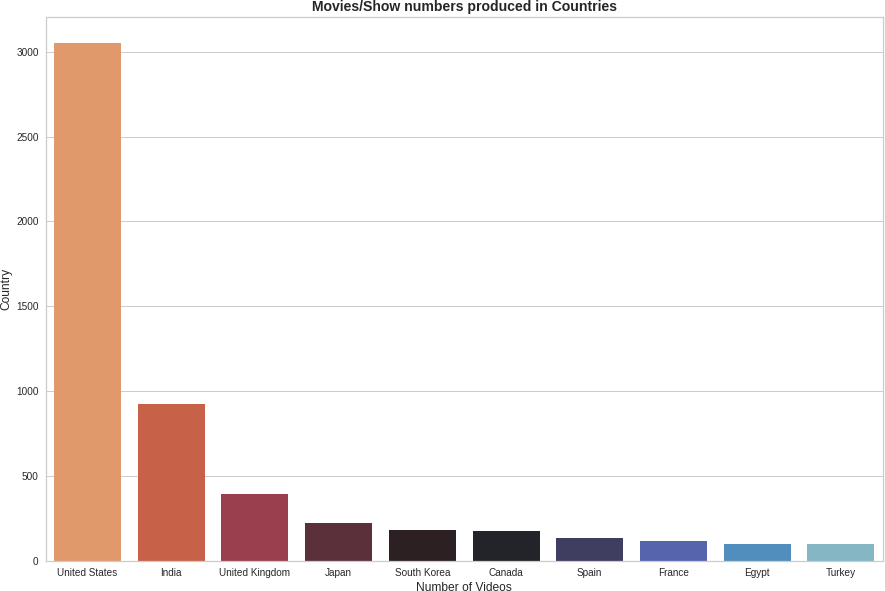 Movies/Show numbers produced in Countries
3000
2500
2000
1500
1000
500
0
Country
United States India United Kingdom Japan South Korea Canada Spain France Egypt Turkey
Number of Videos